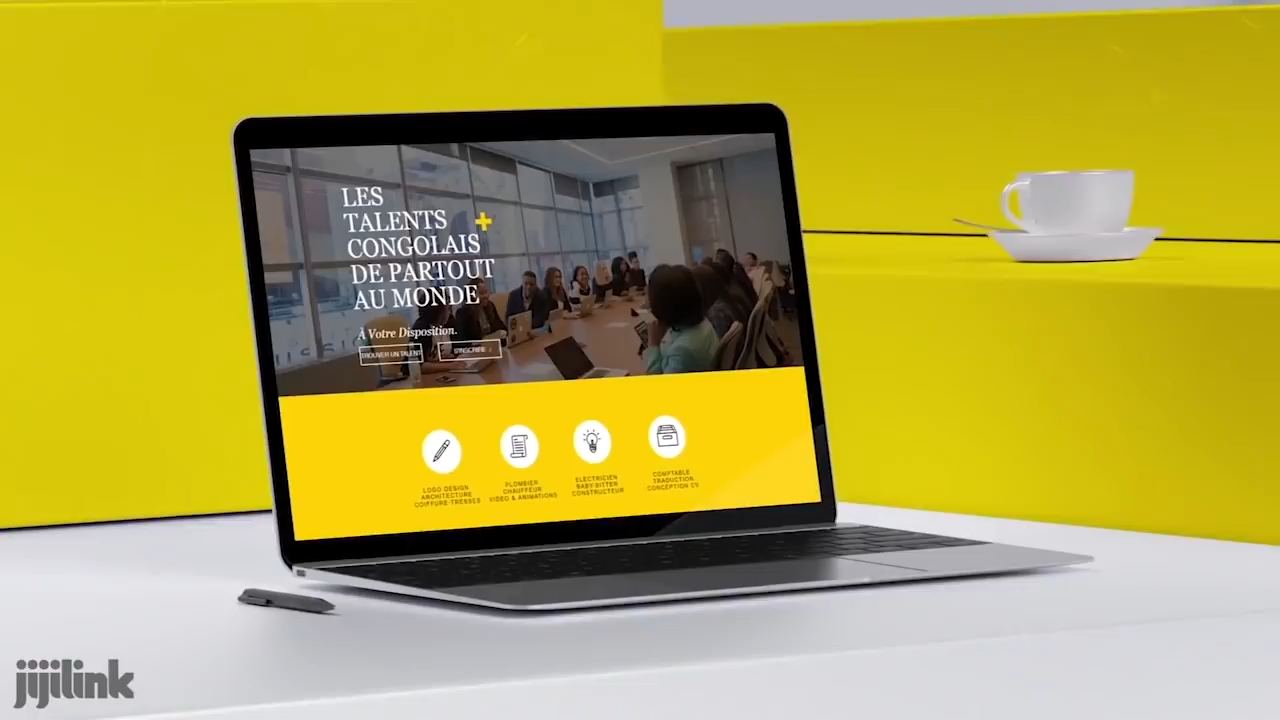 LES
TALENTS
CONGOLAIS
DE PARTOUT
AU MONDE
À Votre Disposition.
TROUVER UN TALENT
S'INSCRIRE
LOGO DESIGN
ARCHITECTURE
COIFFURE-TRESSES
PLOMBIER
CHAUFFEUR
VIDEO & ANIMATIONS
ELECTRICIEN
BABY-SITTER
CONSTRUCTEUR
COMPTABLE
TRADUCTION
CONCEPTION CV
jijilink